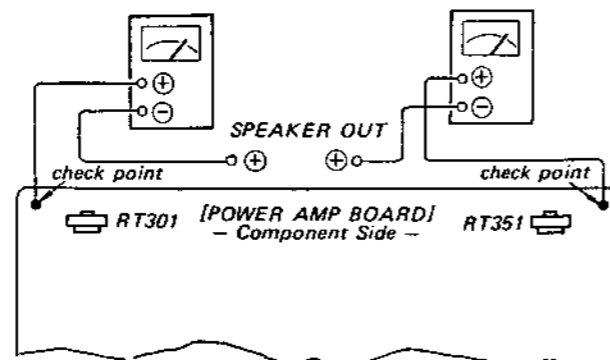 ⊕
⊖
⊕
⊖
SPEAKER OUT
⊕ ⊕
check point
check point
RT301 [POWER AMP BOARD] RT351
– Component Side –